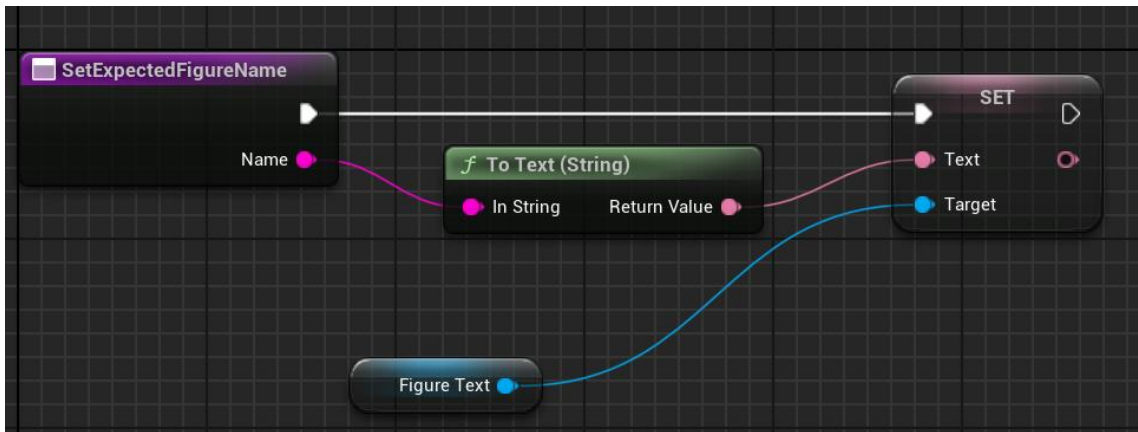 SetExpectedFigureName
SET
Name
f To Text (String)
Text
In String Return Value
Target
Figure Text